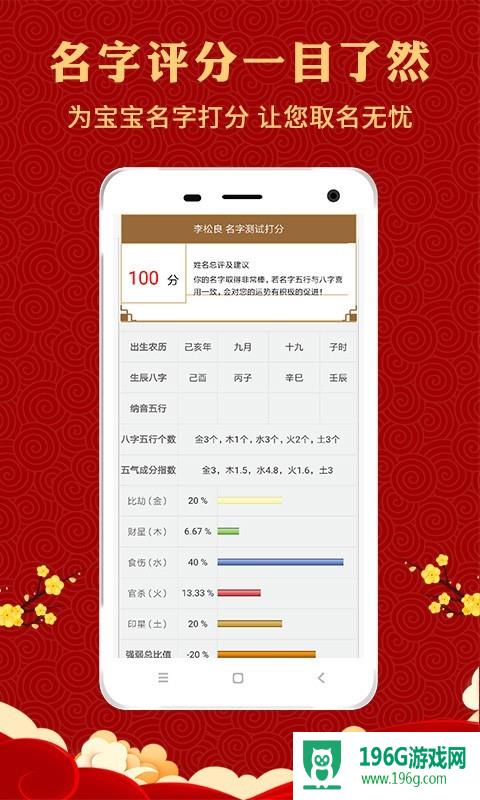 名字评分一目了然
为宝宝名字打分 让您取名无忧
李松良 名字测试打分
100 分
姓名总评及建议
你的名字取得非常棒，若名字五行与八字喜
用一致，会对您的运势有积极的促进！
出生农历 己亥年 九月 十九 子时
生辰八字 己酉 丙子 辛巳 壬辰
纳音五行
八字五行个数 金3个，木1个，水3个，火2个，土3个
五气成分指数 金3，木1.5，水4.8，火1.6，土3
比劫（金） 20 %
财星（木） 6.67 %
食伤（水） 40 %
官杀（火） 13.33 %
印星（土） 20 %
强弱总比值 -20 %
196G游戏网
www.196g.com